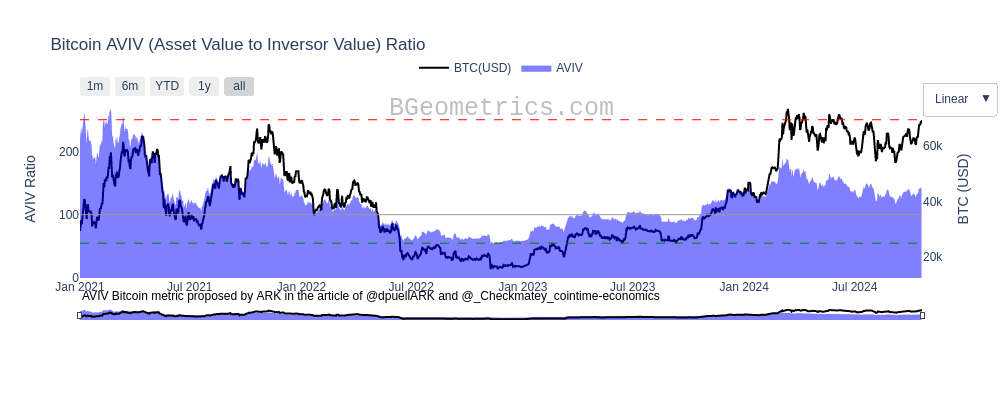 Bitcoin AVIV (Asset Value to Inversor Value) Ratio
BTC(USD) AVIV
1m 6m YTD 1y all
BGeometrics.com
Linear ▼
200
100
0
AVIV Ratio
60k
40k
20k
BTC (USD)
Jan 2021 Jul 2021 Jan 2022 Jul 2022 Jan 2023 Jul 2023 Jan 2024 Jul 2024
AVIV Bitcoin metric proposed by ARK in the article of @dpuellARK and @_Checkmatey_cointime-economics